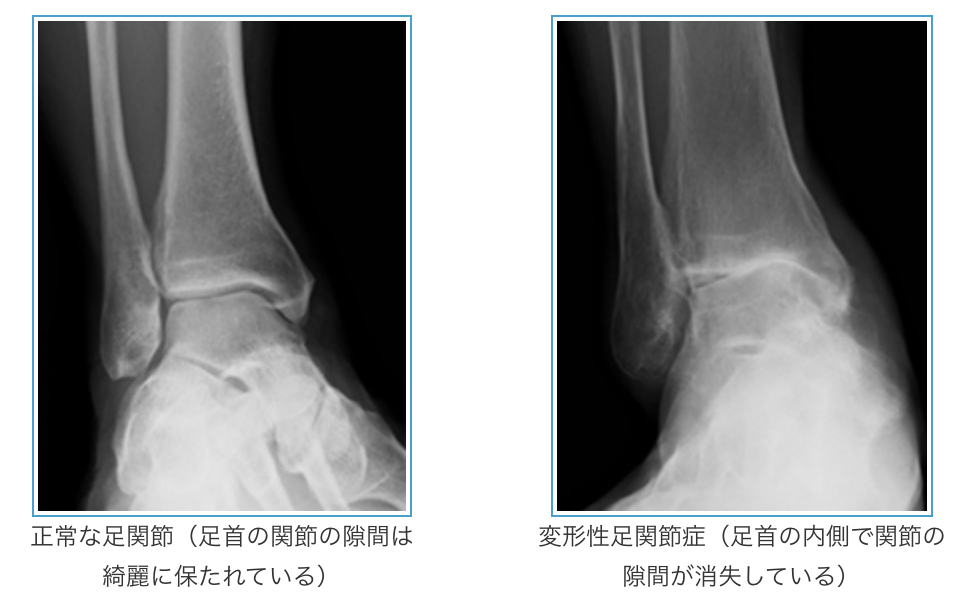 正常な足関節（足首の関節の隙間は
綺麗に保たれている）
変形性足関節症（足首の内側で関節の
隙間が消失している）